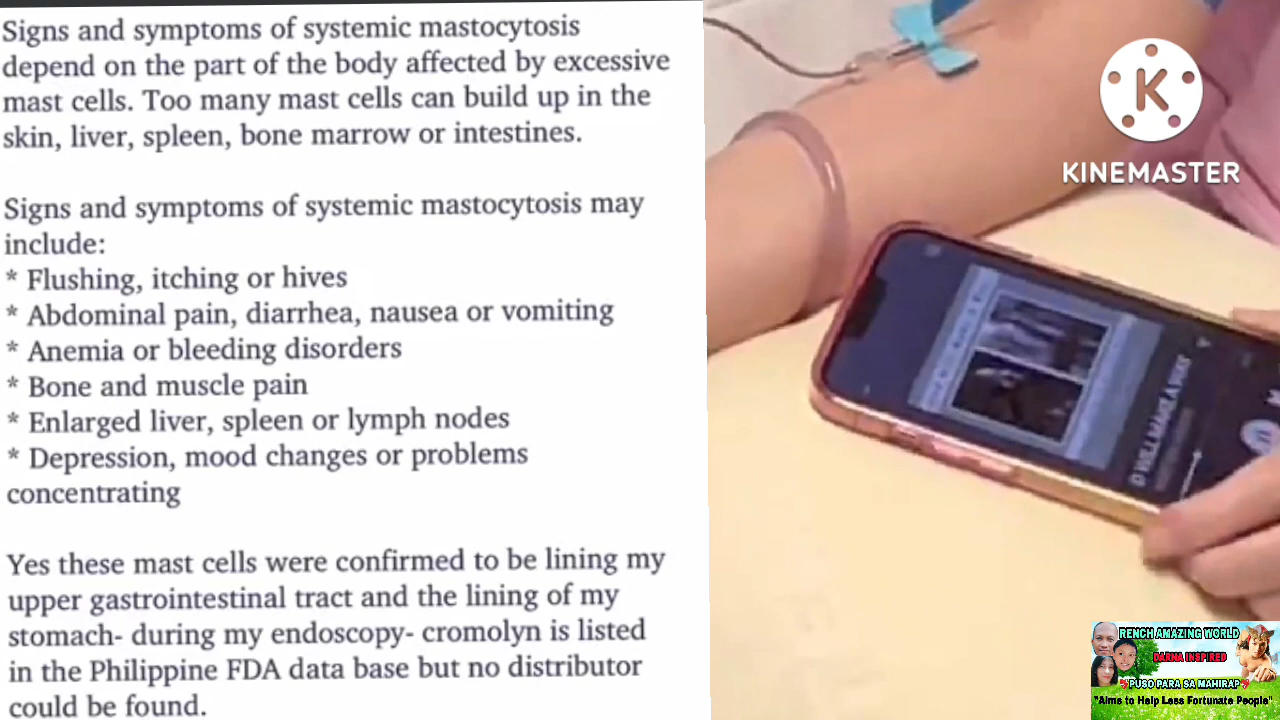 Signs and symptoms of systemic mastocytosis
depend on the part of the body affected by excessive
mast cells. Too many mast cells can build up in the
skin, liver, spleen, bone marrow or intestines.
Signs and symptoms of systemic mastocytosis may
include:
* Flushing, itching or hives
* Abdominal pain, diarrhea, nausea or vomiting
* Anemia or bleeding disorders
* Bone and muscle pain
* Enlarged liver, spleen or lymph nodes
* Depression, mood changes or problems
concentrating
Yes these mast cells were confirmed to be lining my
upper gastrointestinal tract and the lining of my
stomach- during my endoscopy- cromolyn is listed
in the Philippine FDA data base but no distributor
could be found.
K
KINEMASTER
RENCH AMAZING WORLD
DARNA INSPIRED
PUSO PARA SA MAHIRAP
"Aims to Help Less Fortunate People"